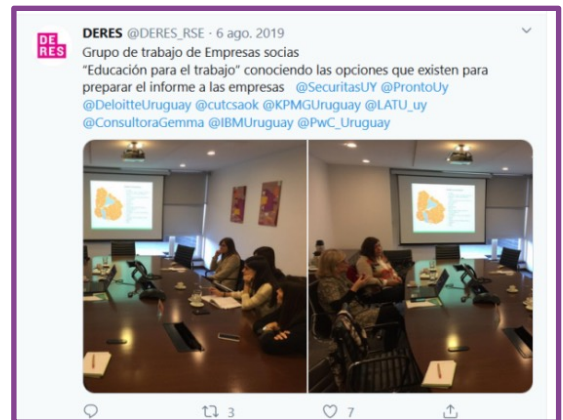 DE
RES
DERES @DERES_RSE · 6 ago. 2019
Grupo de trabajo de Empresas socias
"Educación para el trabajo" conociendo las opciones que existen para
preparar el informe a las empresas @SecuritasUY @ProntoUy
@DeloitteUruguay @cutcsaok @KPMGUruguay @LATU_uy
@ConsultoraGemma @IBMUruguay @PwC_Uruguay
3
7